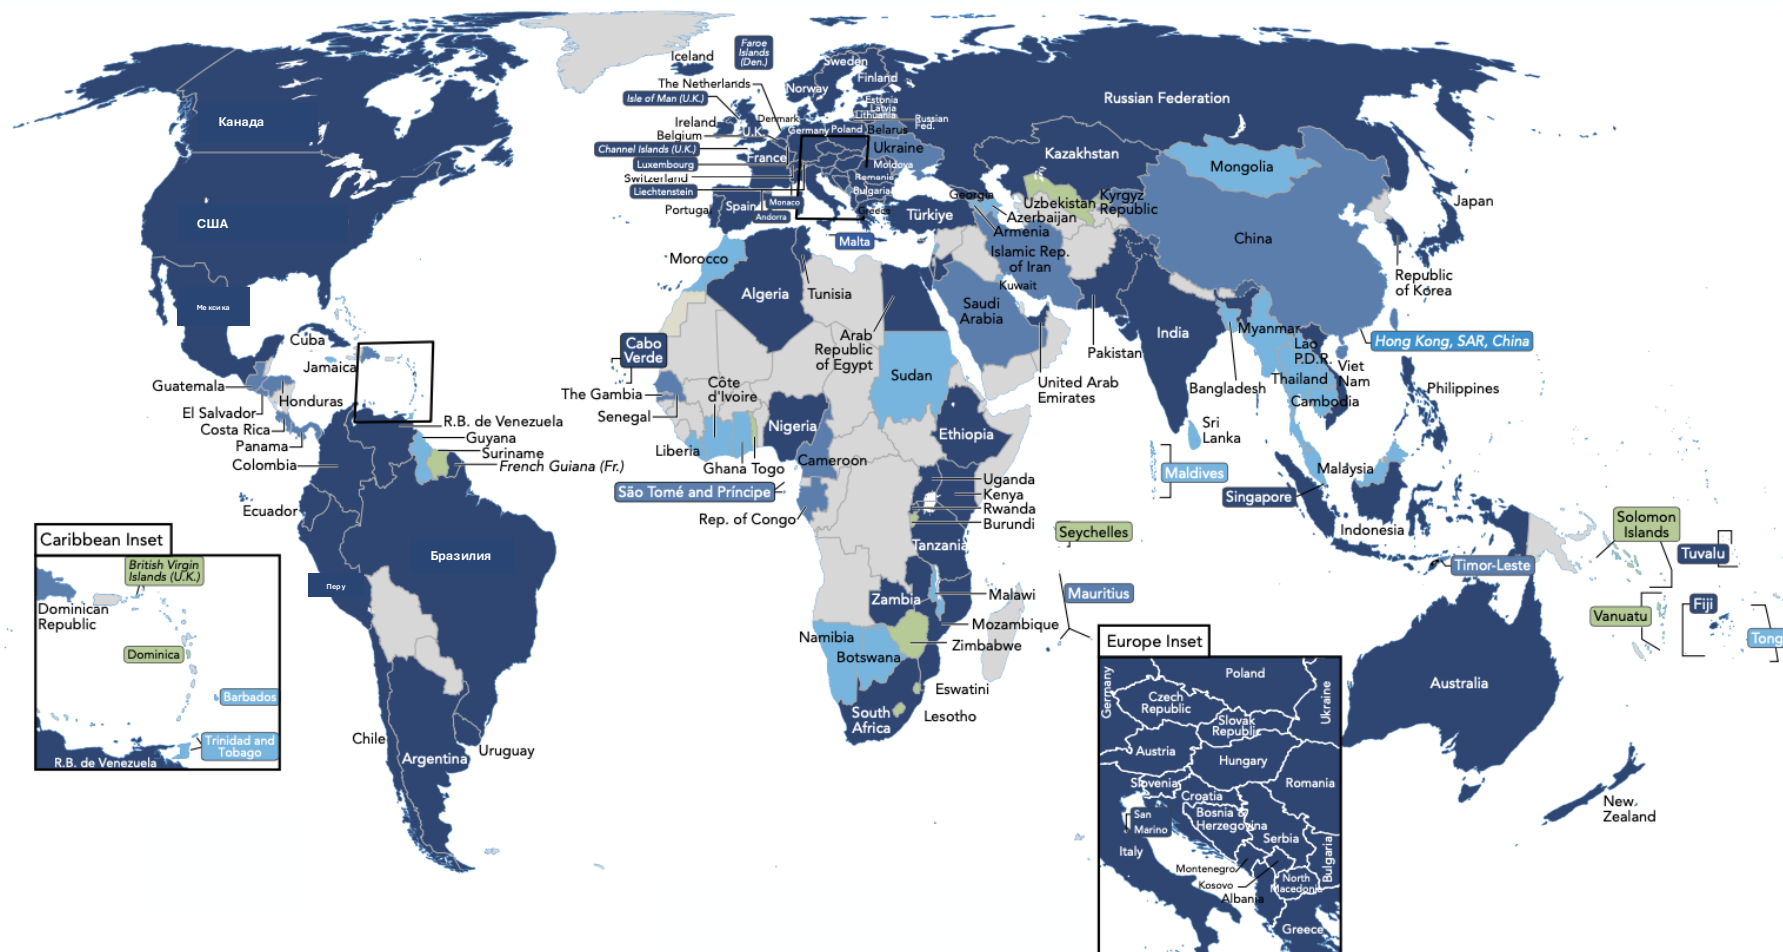 Канада
США
Мексика
Cuba
Jamaica
Guatemala
Honduras
El Salvador
Costa Rica
Panama
R.B. de Venezuela
Guyana
Suriname
French Guiana (Fr.)
Colombia
Ecuador
Бразилия
Перу
Chile
Argentina
Uruguay
Caribbean Inset
British Virgin
Islands (U.K.)
Dominican
Republic
Dominica
Barbados
Trinidad and
Tobago
R.B. de Venezuela
Iceland
Faroe
Islands
(Den.)
The Netherlands
Isle of Man (U.K.)
Ireland
Belgium
Channel Islands (U.K.)
Luxembourg
Switzerland
Liechtenstein
Portugal
Spain
Monaco
Andorra
France
U.K.
Denmark
Germany
Poland
Norway
Sweden
Finland
Estonia
Latvia
Lithuania
Russian
Fed.
Belarus
Ukraine
Moldova
Romania
Bulgaria
Greece
Türkiye
Malta
Georgia
Azerbaijan
Armenia
Russian Federation
Kazakhstan
Uzbekistan
Kyrgyz
Republic
Mongolia
China
Japan
Republic
of Korea
Hong Kong, SAR, China
Islamic Rep.
of Iran
Kuwait
Saudi
Arabia
United Arab
Emirates
Pakistan
India
Bangladesh
Myanmar
Lao
P.D.R.
Viet
Nam
Thailand
Cambodia
Philippines
Sri
Lanka
Maldives
Malaysia
Singapore
Indonesia
Timor-Leste
Solomon
Islands
Tuvalu
Vanuatu
Fiji
Tong
Australia
New
Zealand
Morocco
Algeria
Tunisia
Arab
Republic
of Egypt
Cabo
Verde
The Gambia
Senegal
Côte
d'Ivoire
Liberia
Ghana
Togo
Nigeria
Cameroon
São Tomé and Príncipe
Rep. of Congo
Sudan
Ethiopia
Uganda
Kenya
Rwanda
Burundi
Tanzania
Seychelles
Mauritius
Zambia
Malawi
Mozambique
Zimbabwe
Namibia
Botswana
South
Africa
Eswatini
Lesotho
Europe Inset
Germany
Poland
Ukraine
Czech
Republic
Slovak
Republic
Austria
Hungary
Romania
Slovenia
Croatia
Bosnia &
Herzegovina
San
Marino
Serbia
Italy
Bulgaria
Montenegro
Kosovo
North
Macedonia
Albania
Greece